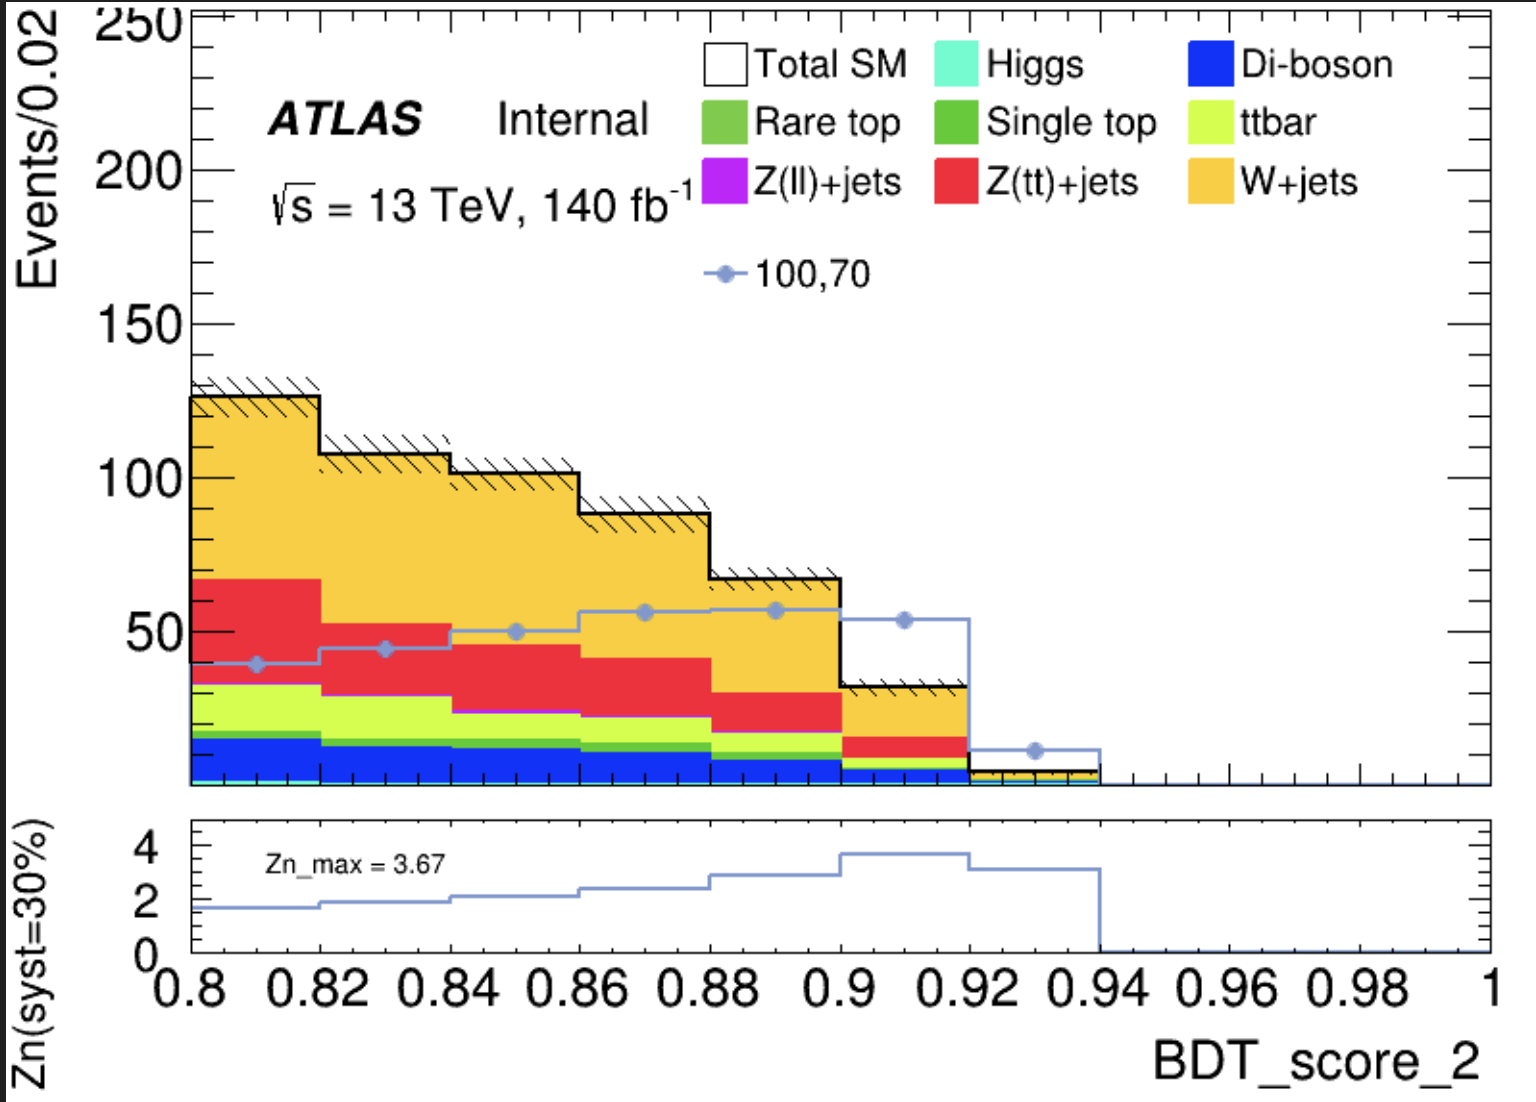 Events/0.02
250
200
150
100
50
ATLAS Internal
√s = 13 TeV, 140 fb⁻¹
Total SM Higgs Di-boson
Rare top Single top ttbar
Z(ll)+jets Z(tt)+jets W+jets
100,70
Zn(syst=30%)
4
2
0
Zn_max = 3.67
0.8 0.82 0.84 0.86 0.88 0.9 0.92 0.94 0.96 0.98 1
BDT_score_2